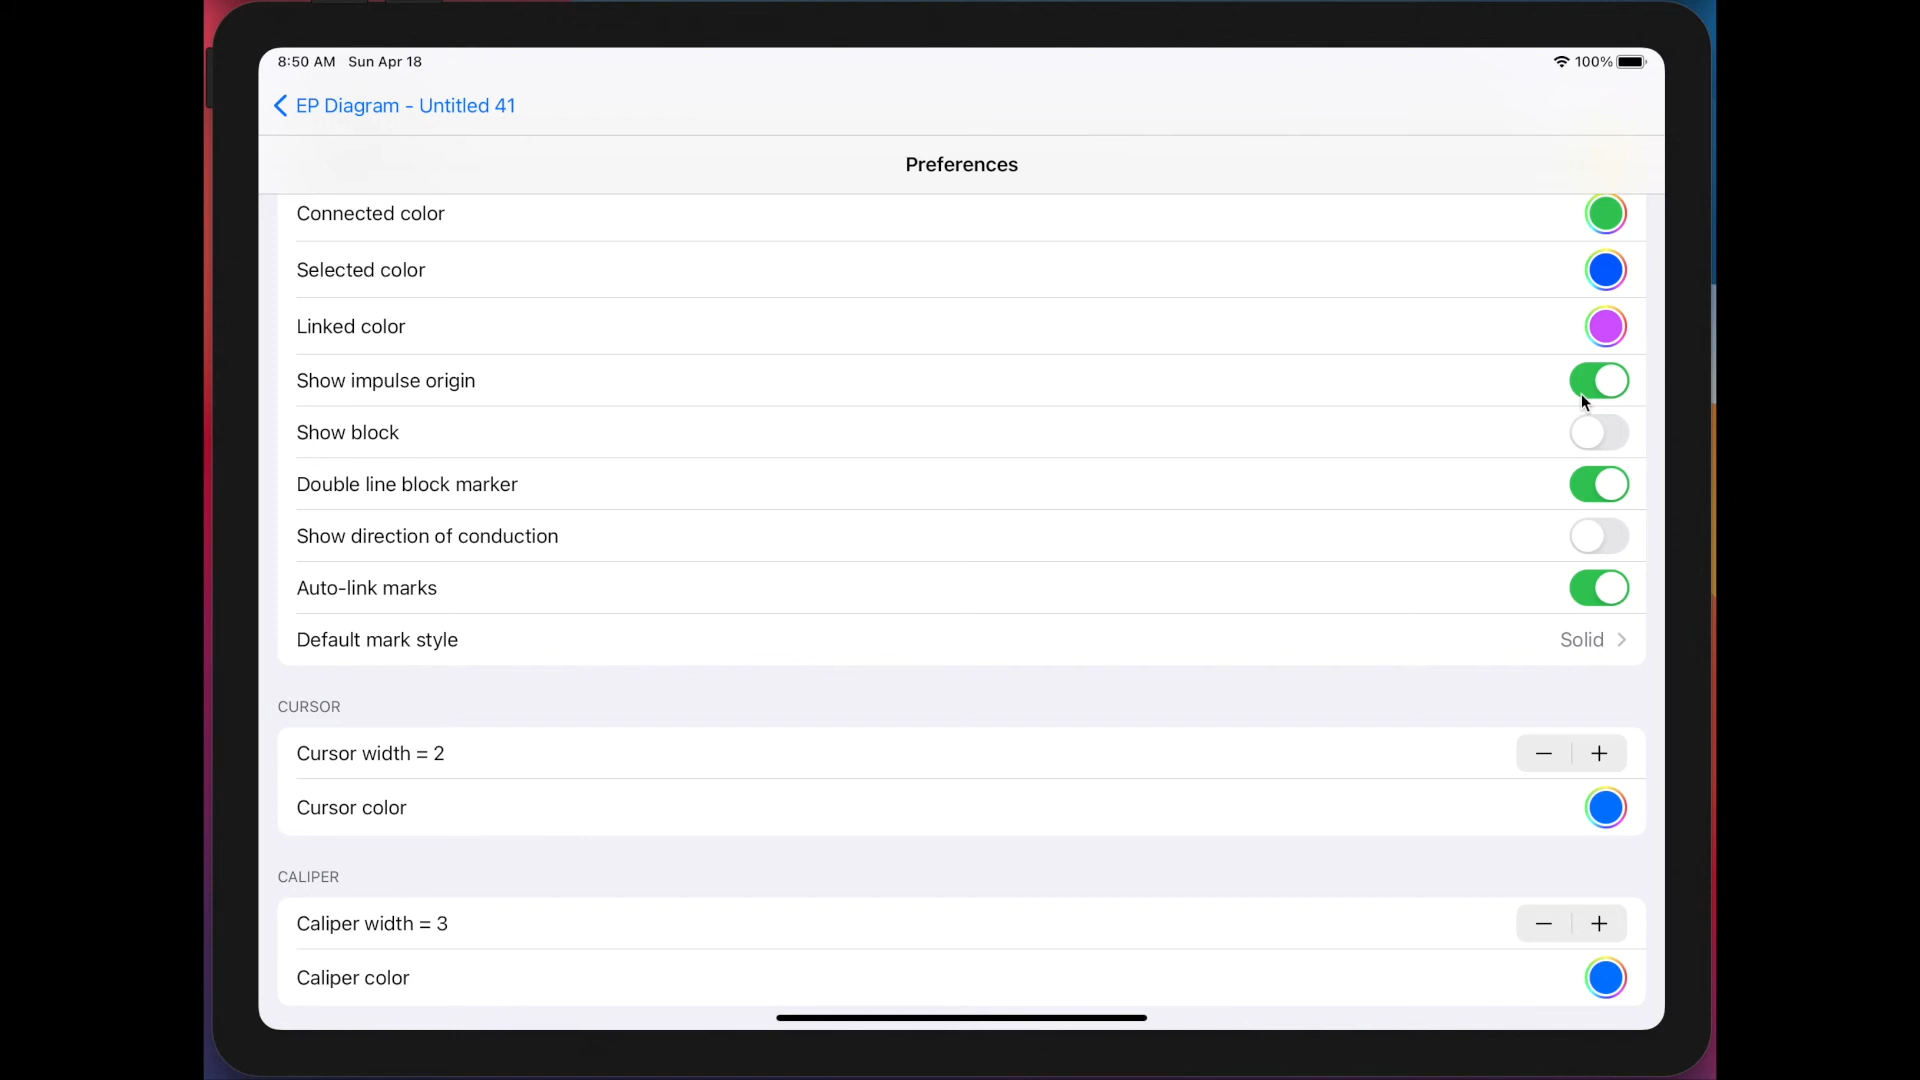 8:50 AM Sun Apr 18
100%
EP Diagram - Untitled 41
Preferences
Connected color
Selected color
Linked color
Show impulse origin
Show block
Double line block marker
Show direction of conduction
Auto-link marks
Default mark style Solid
CURSOR
Cursor width = 2
Cursor color
CALIPER
Caliper width = 3
Caliper color